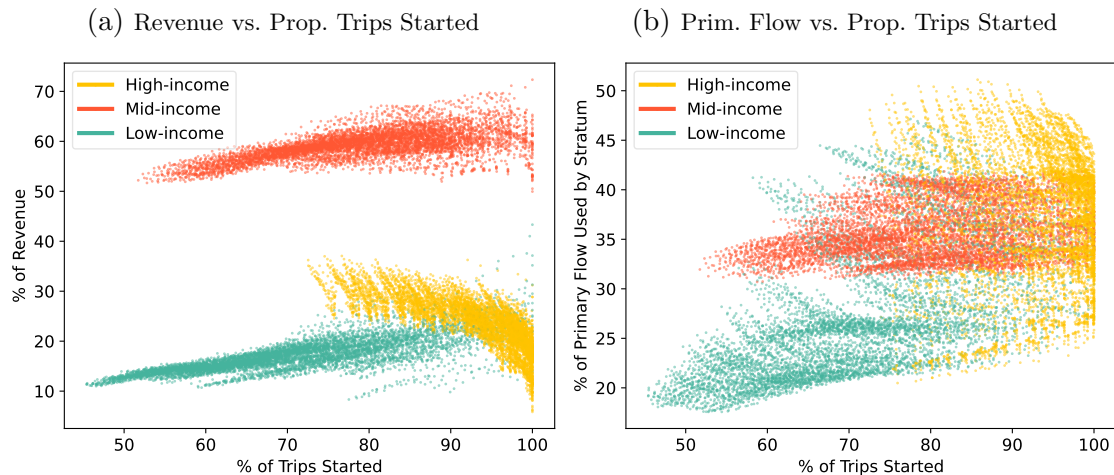 (a) Revenue vs. Prop. Trips Started
High-income
Mid-income
Low-income
70
60
50
40
30
20
10
% of Revenue
50 60 70 80 90 100
% of Trips Started
(b) Prim. Flow vs. Prop. Trips Started
High-income
Mid-income
Low-income
50
45
40
35
30
25
20
% of Primary Flow Used by Stratum
50 60 70 80 90 100
% of Trips Started